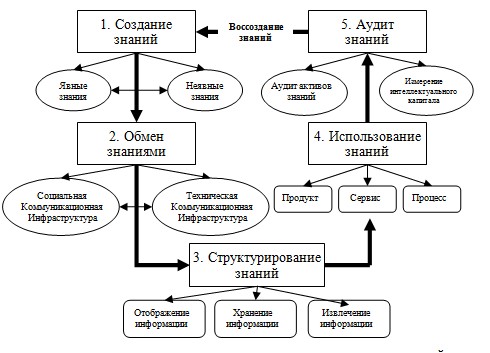 1. Создание
знаний
Воссоздание
знаний
5. Аудит
знаний
Явные
знания
Неявные
знания
Аудит активов
знаний
Измерение
интеллектуального
капитала
2. Обмен
знаниями
4. Использование
знаний
Социальная
Коммуникационная
Инфраструктура
Техническая
Коммуникационная
Инфраструктура
Продукт
Сервис
Процесс
3. Структурирование
знаний
Отображение
информации
Хранение
информации
Извлечение
информации